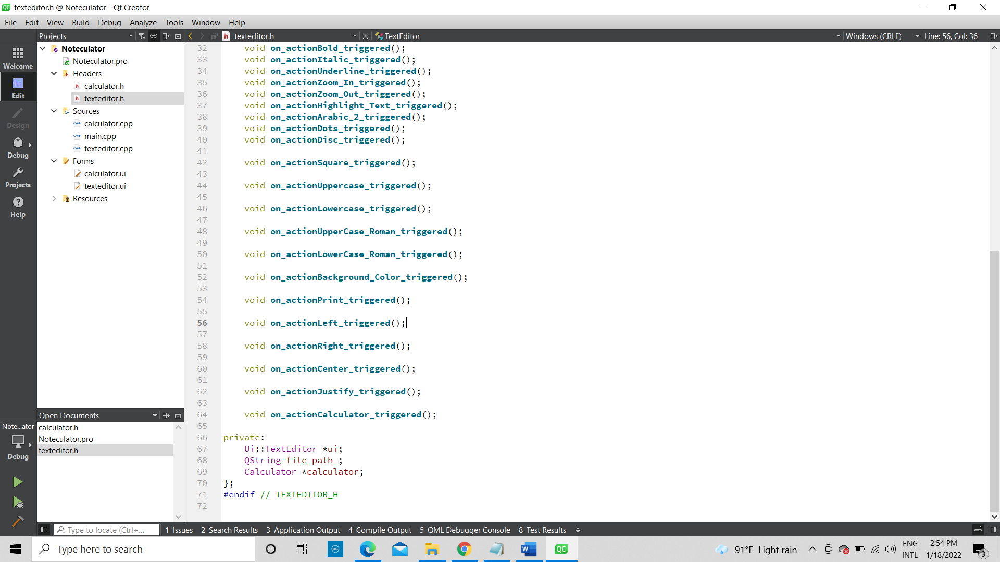 texteditor.h @ Noteculator - Qt Creator
File Edit View Build Debug Analyze Tools Window Help
Projects
texteditor.h
TextEditor
Windows (CRLF)
Line: 56, Col: 36
Welcome
Edit
Design
Debug
Projects
Help
Noteculator
Noteculator.pro
Headers
calculator.h
texteditor.h
Sources
calculator.cpp
main.cpp
texteditor.cpp
Forms
calculator.ui
texteditor.ui
Resources
32 void on_actionBold_triggered();
33 void on_actionItalic_triggered();
34 void on_actionUnderline_triggered();
35 void on_actionZoom_In_triggered();
36 void on_actionZoom_Out_triggered();
37 void on_actionHighlight_Text_triggered();
38 void on_actionArabic_2_triggered();
39 void on_actionDots_triggered();
40 void on_actionDisc_triggered();
41
42 void on_actionSquare_triggered();
43
44 void on_actionUppercase_triggered();
45
46 void on_actionLowercase_triggered();
47
48 void on_actionUpperCase_Roman_triggered();
49
50 void on_actionLowerCase_Roman_triggered();
51
52 void on_actionBackground_Color_triggered();
53
54 void on_actionPrint_triggered();
55
56 void on_actionLeft_triggered();
57
58 void on_actionRight_triggered();
59
60 void on_actionCenter_triggered();
61
62 void on_actionJustify_triggered();
63
64 void on_actionCalculator_triggered();
65
66 private:
67 Ui::TextEditor *ui;
68 QString file_path_;
69 Calculator *calculator;
70 };
71 #endif // TEXTEDITOR_H
72
Open Documents
calculator.h
Noteculator.pro
texteditor.h
Note...ator
Debug
Type to locate (Ctrl+...
1 Issues 2 Search Results 3 Application Output 4 Compile Output 5 QML Debugger Console 8 Test Results
Type here to search
91°F Light rain
ENG
INTL
2:54 PM
1/18/2022
3